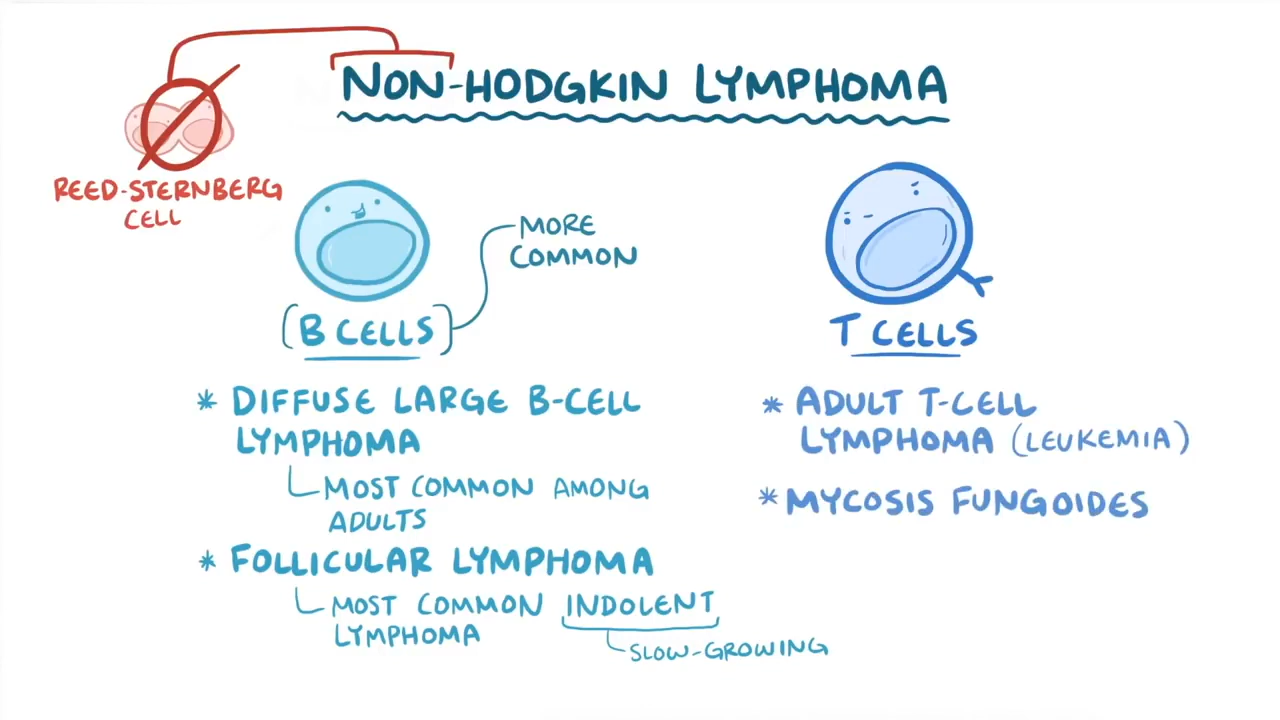 NON-HODGKIN LYMPHOMA
REED-STERNBERG
CELL
MORE
COMMON
B CELLS
* DIFFUSE LARGE B-CELL
LYMPHOMA
MOST COMMON AMONG
ADULTS
* FOLLICULAR LYMPHOMA
MOST COMMON INDOLENT
LYMPHOMA
SLOW-GROWING
T CELLS
* ADULT T-CELL
LYMPHOMA (LEUKEMIA)
* MYCOSIS FUNGOIDES